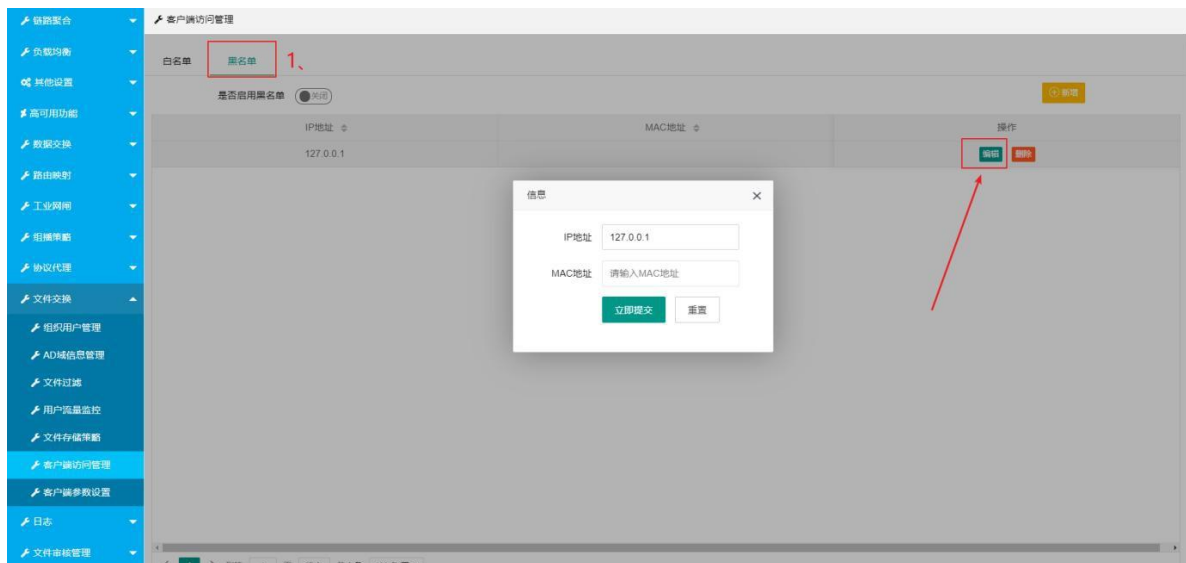 链路聚合
负载均衡
其他设置
高可用功能
数据交换
路由映射
工业网闸
组播策略
协议代理
文件交换
组织用户管理
AD域信息管理
文件过滤
用户流量监控
文件存储策略
客户端访问管理
客户端参数设置
日志
文件审核管理
客户端访问管理
白名单 黑名单 1、
是否启用黑名单 关闭 新增
IP地址 MAC地址 操作
127.0.0.1 编辑 删除
信息
IP地址 127.0.0.1
MAC地址 请输入MAC地址
立即提交 重置